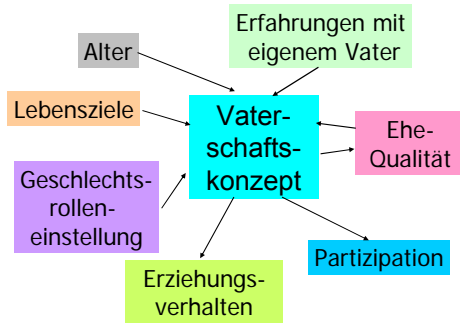 Erfahrungen mit
eigenem Vater
Alter
Lebensziele
Vater-
schafts-
konzept
Ehe-
Qualität
Geschlechts-
rollen-
einstellung
Partizipation
Erziehungs-
verhalten